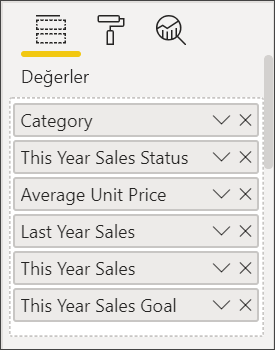 Değerler
Category
This Year Sales Status
Average Unit Price
Last Year Sales
This Year Sales
This Year Sales Goal